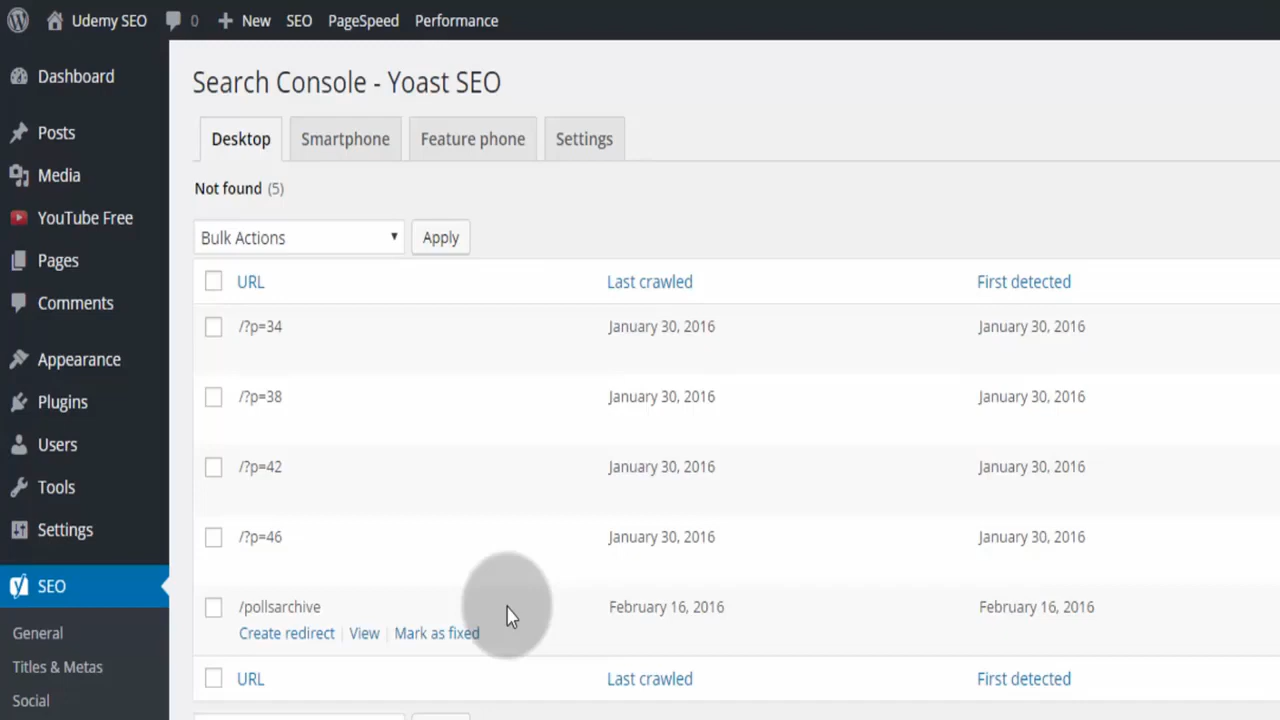 Udemy SEO 0 New SEO PageSpeed Performance
Dashboard
Posts
Media
YouTube Free
Pages
Comments
Appearance
Plugins
Users
Tools
Settings
SEO
General
Titles & Metas
Social
Search Console - Yoast SEO
Desktop Smartphone Feature phone Settings
Not found (5)
Bulk Actions Apply
URL Last crawled First detected
/?p=34 January 30, 2016 January 30, 2016
/?p=38 January 30, 2016 January 30, 2016
/?p=42 January 30, 2016 January 30, 2016
/?p=46 January 30, 2016 January 30, 2016
/pollsarchive February 16, 2016 February 16, 2016
Create redirect | View | Mark as fixed
URL Last crawled First detected